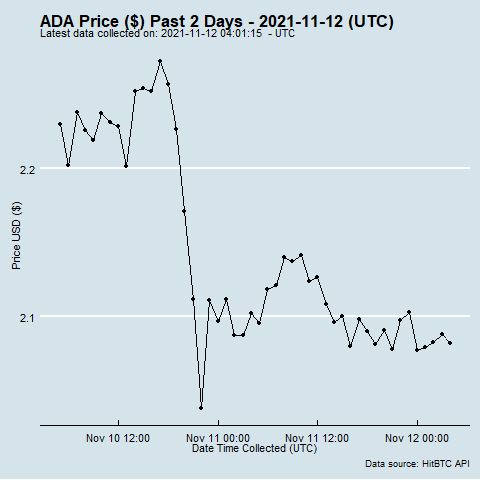 ADA Price ($) Past 2 Days - 2021-11-12 (UTC)
Latest data collected on: 2021-11-12 04:01:15 - UTC
2.2
Price USD ($)
2.1
Nov 10 12:00 Nov 11 00:00 Nov 11 12:00 Nov 12 00:00
Date Time Collected (UTC)
Data source: HitBTC API